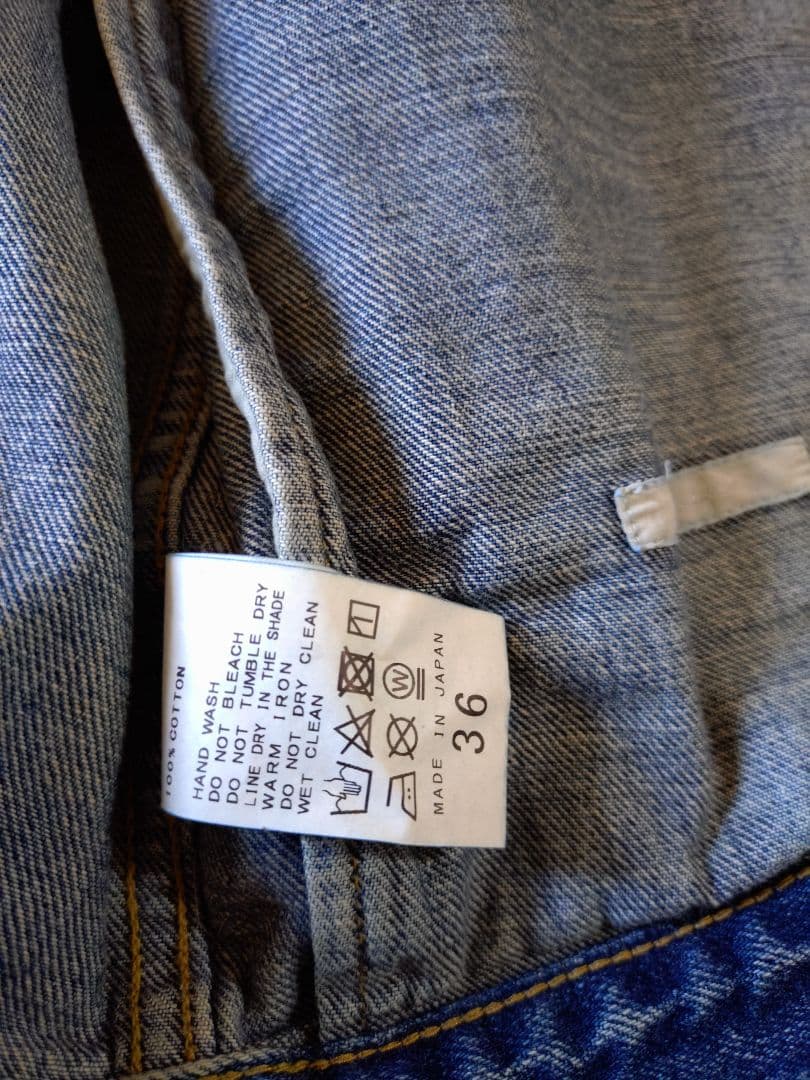 100% COTTON
HAND WASH
DO NOT BLEACH
DO NOT TUMBLE DRY
LINE DRY IN THE SHADE
WARM IRON
DO NOT DRY CLEAN
WET CLEAN
W
MADE IN JAPAN
36